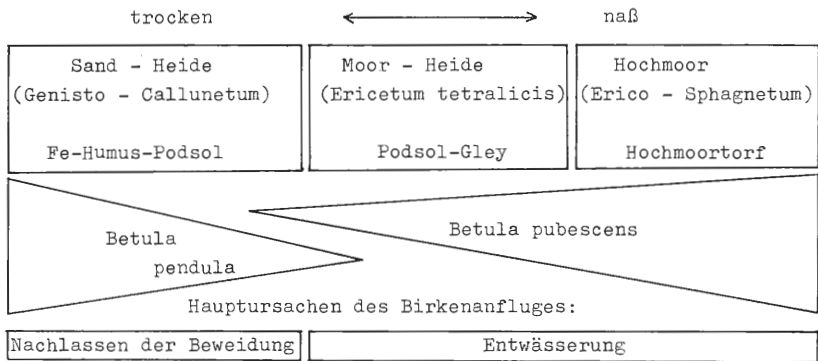 trocken naß
Sand - Heide Moor - Heide Hochmoor
(Genisto - Callunetum) (Ericetum tetralicis) (Erico - Sphagnetum)
Fe-Humus-Podsol Podsol-Gley Hochmoortorf
Betula Betula pubescens
pendula
Hauptursachen des Birkenanfluges:
Nachlassen der Beweidung Entwässerung